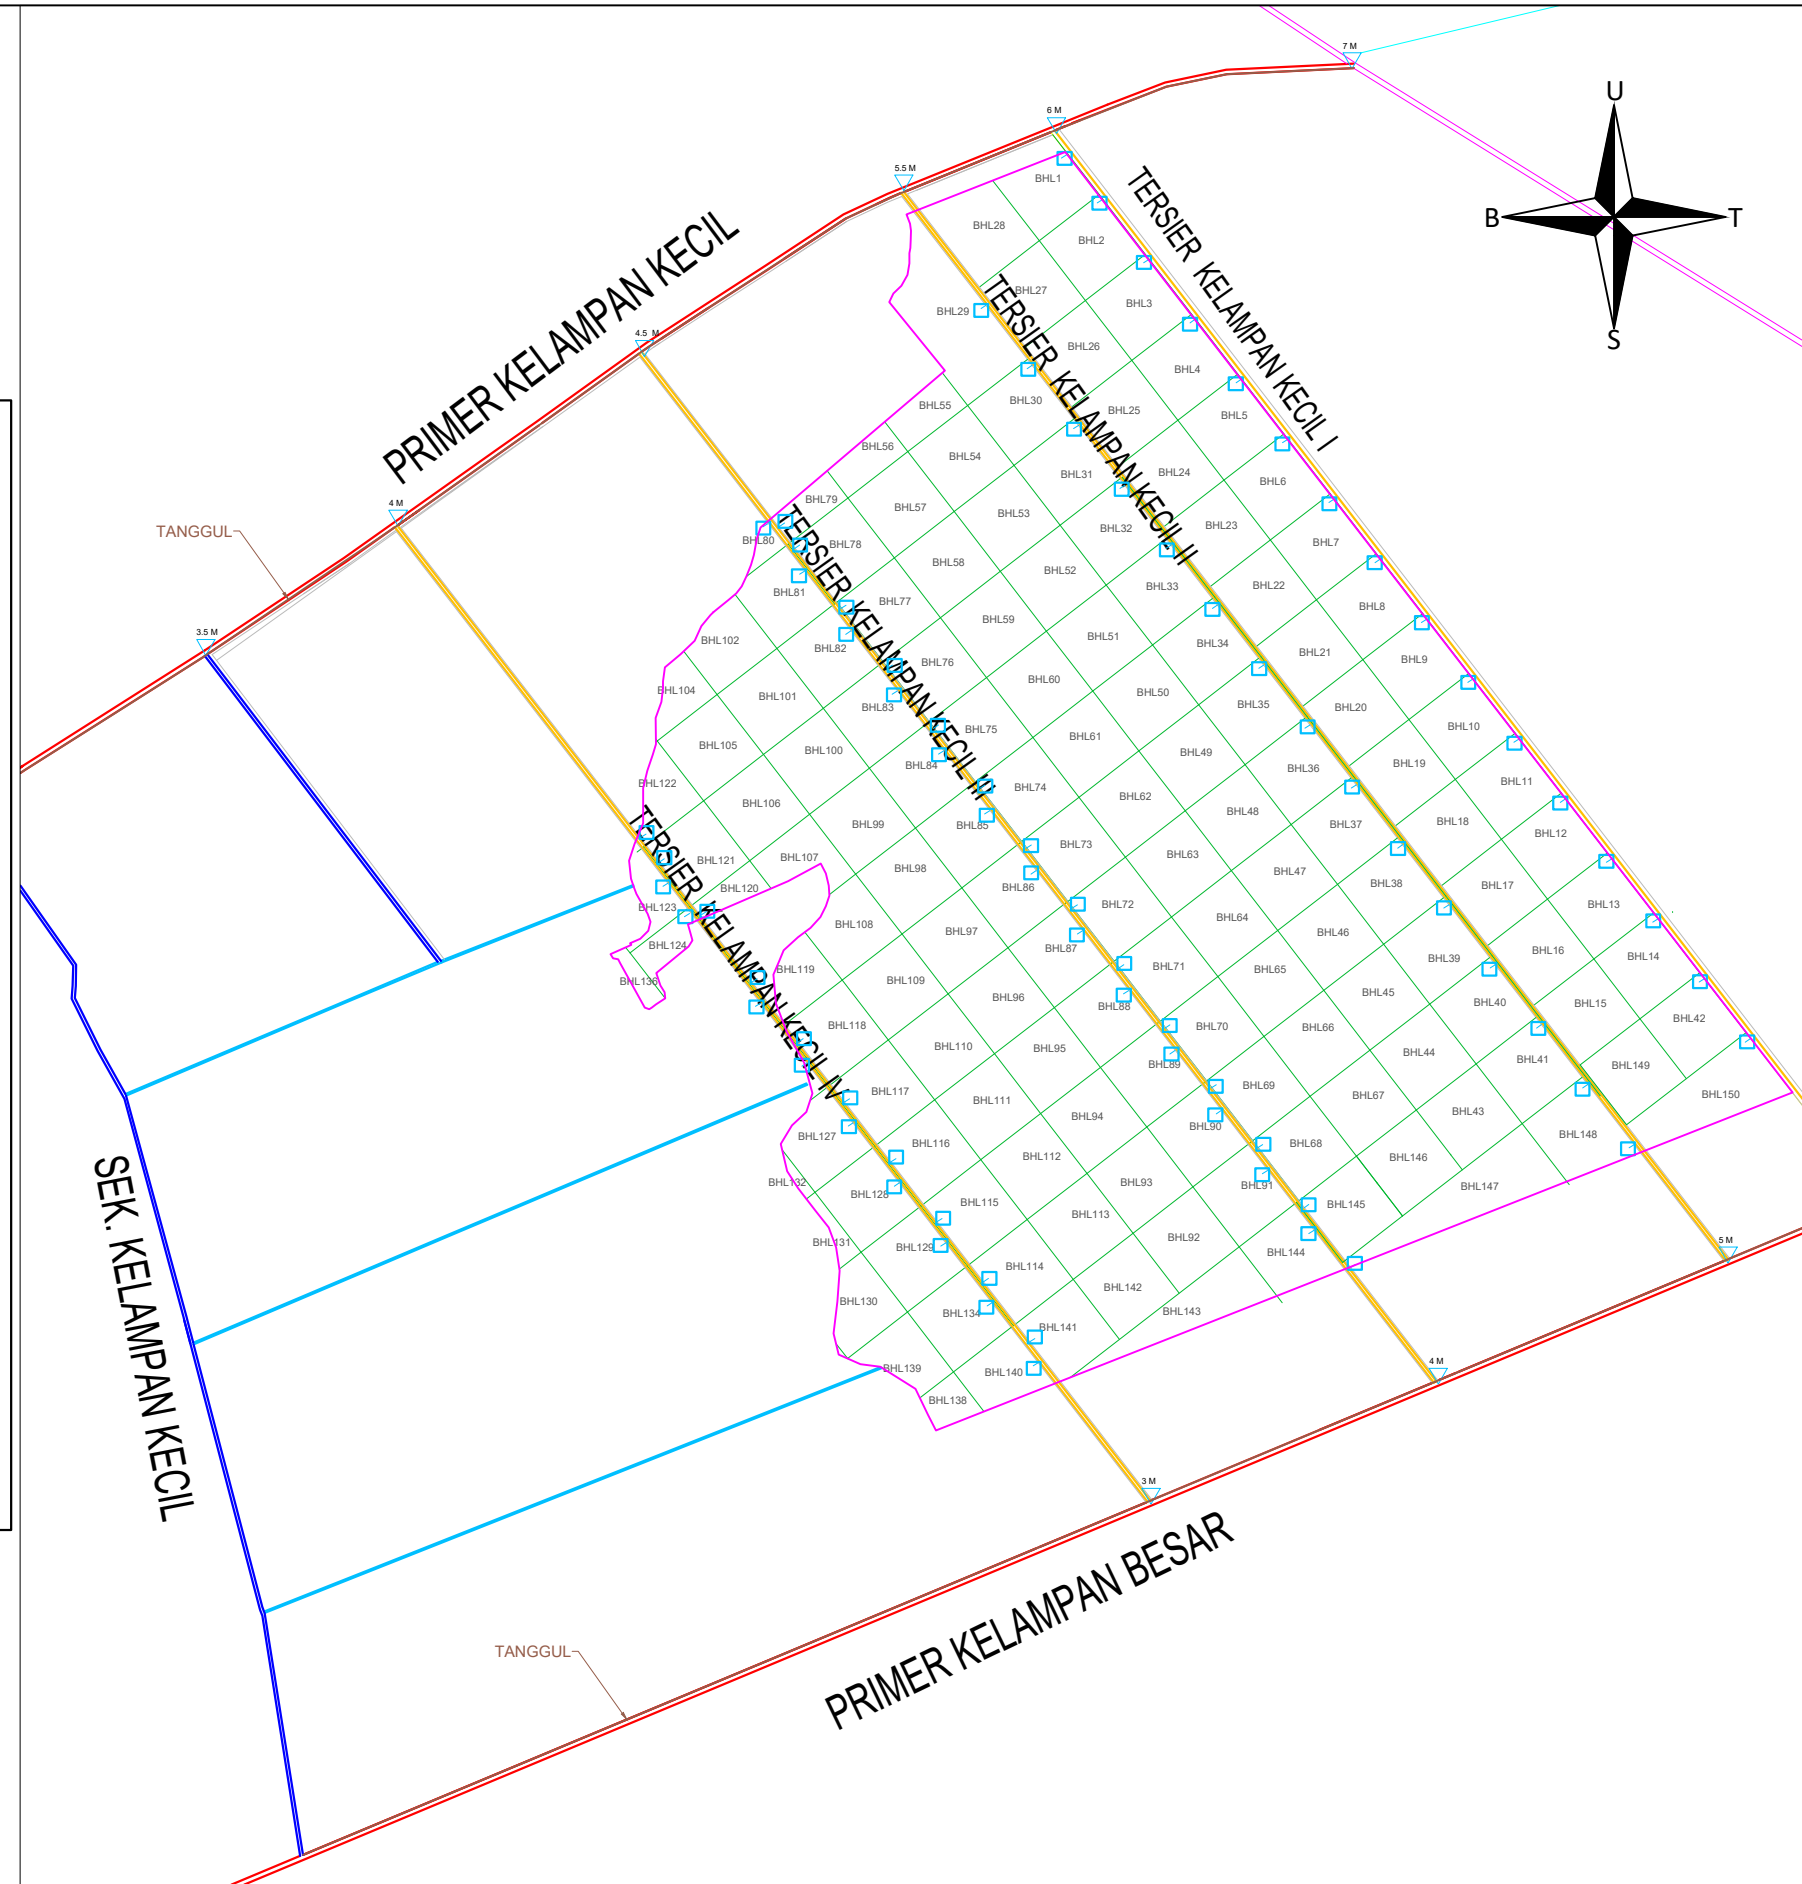 7 M
U
6 M
B
T
5.5 M
BHL1
TERSIER KELAMPAN KECIL I
BHL28
BHL2
PRIMER KELAMPAN KECIL
S
BHL27
BHL3
BHL29
TERSIER KELAMPAN KECIL II
4.5 M
BHL26
BHL4
BHL30
BHL55
BHL25
BHL5
BHL56
BHL54
BHL31
BHL24
BHL6
4 M
BHL79
BHL57
BHL53
BHL32
BHL23
TANGGUL
BHL80
TERSIER KELAMPAN KECIL III
BHL78
BHL7
BHL58
BHL52
BHL33
BHL22
BHL81
BHL77
BHL8
3.5 M
BHL59
BHL51
BHL34
BHL21
BHL102
BHL82
BHL76
BHL9
BHL60
BHL104
BHL101
BHL50
BHL35
BHL20
BHL83
BHL75
BHL61
BHL10
BHL105
BHL100
BHL49
BHL84
BHL36
BHL19
BHL122
BHL74
BHL11
BHL106
BHL62
BHL48
BHL99
BHL85
BHL37
BHL18
TERSIER KELAMPAN KECIL IV
BHL73
BHL12
BHL121
BHL107
BHL63
BHL98
BHL47
BHL120
BHL86
BHL38
BHL17
BHL123
BHL72
BHL13
BHL108
BHL64
BHL124
BHL97
BHL87
BHL46
BHL16
BHL14
BHL119
BHL71
BHL65
BHL39
BHL136
BHL109
BHL96
BHL45
BHL40
BHL15
BHL88
BHL42
BHL118
BHL70
BHL66
BHL110
BHL95
BHL44
BHL41
BHL89
BHL149
BHL117
BHL69
BHL67
BHL150
BHL111
BHL94
BHL43
BHL90
BHL127
BHL116
BHL68
BHL148
BHL112
BHL146
SEK. KELAMPAN KECIL
BHL132
BHL128
BHL93
BHL91
BHL147
BHL115
BHL113
BHL145
BHL131
BHL129
BHL92
BHL144
5 M
BHL114
BHL142
BHL130
BHL134
BHL143
BHL141
BHL139
BHL140
4 M
BHL138
3 M
PRIMER KELAMPAN BESAR
TANGGUL